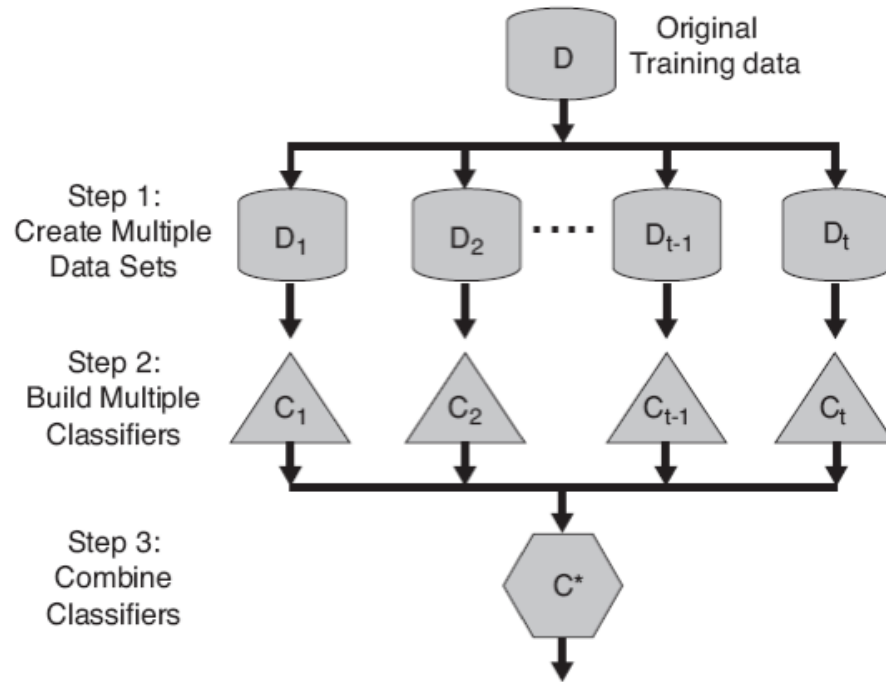 D
Original
Training data
Step 1:
Create Multiple
Data Sets
D1
D2
....
Dt-1
Dt
Step 2:
Build Multiple
Classifiers
C1
C2
Ct-1
Ct
Step 3:
Combine
Classifiers
C*